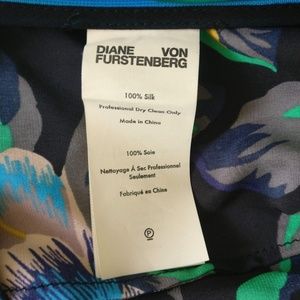 DIANE VON
FURSTENBERG
100% Silk
Professional Dry Clean Only
Made in China
100% Soie
Nettoyage À Sec Professionnel
Seulement
Fabriqué en Chine
P